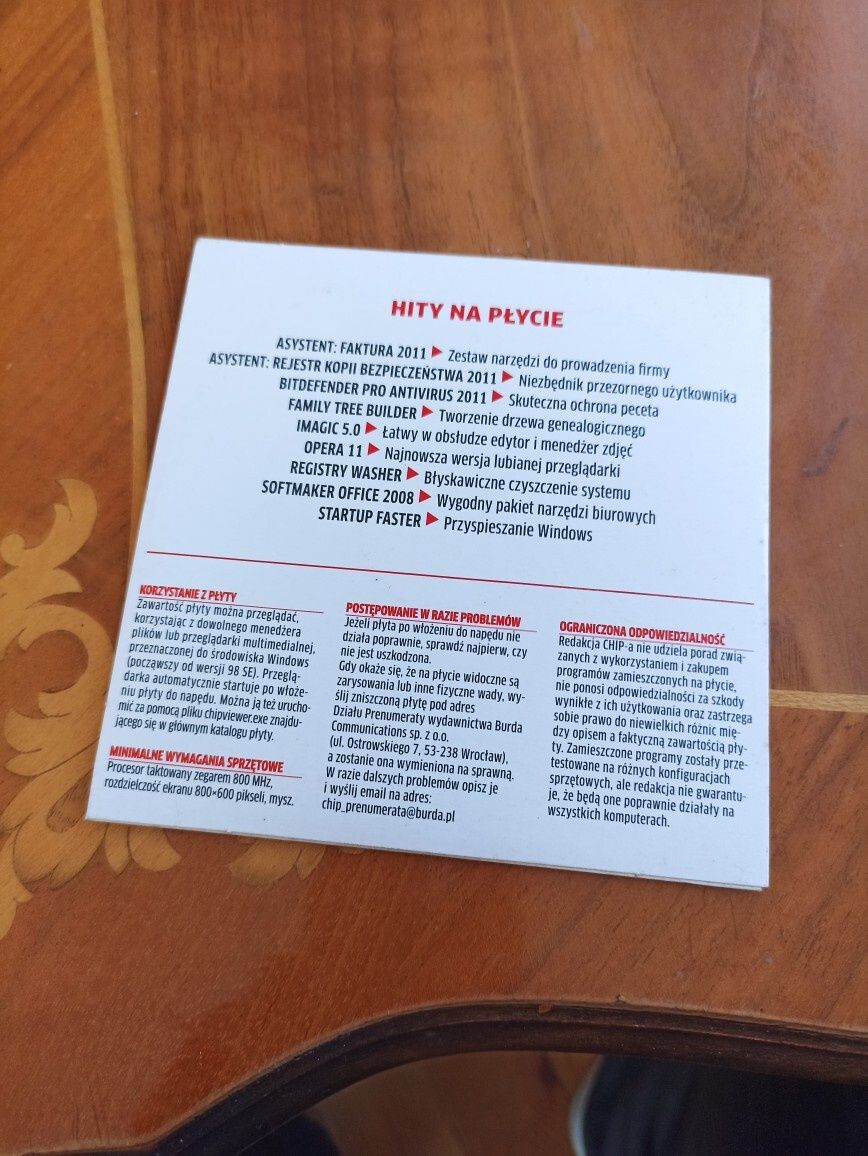 HITY NA PŁYCIE
ASYSTENT: FAKTURA 2011 ▶ Zestaw narzędzi do prowadzenia firmy
ASYSTENT: REJESTR KOPII BEZPIECZEŃSTWA 2011 ▶ Niezbędnik przezornego użytkownika
BITDEFENDER PRO ANTIVIRUS 2011 ▶ Skuteczna ochrona peceta
FAMILY TREE BUILDER ▶ Tworzenie drzewa genealogicznego
IMAGIC 5.0 ▶ Łatwy w obsłudze edytor i menedżer zdjęć
OPERA 11 ▶ Najnowsza wersja lubianej przeglądarki
REGISTRY WASHER ▶ Błyskawiczne czyszczenie systemu
SOFTMAKER OFFICE 2008 ▶ Wygodny pakiet narzędzi biurowych
STARTUP FASTER ▶ Przyspieszanie Windows
KORZYSTANIE Z PŁYTY
Zawartość płyty można przeglądać,
korzystając z dowolnego menedżera
plików lub przeglądarki multimedialnej,
przeznaczonej do środowiska Windows
(począwszy od wersji 98 SE). Przeglą-
darka automatycznie startuje po włoże-
niu płyty do napędu. Można ją też urucho-
mić za pomocą pliku chipviewer.exe znajdu-
jącego się w głównym katalogu płyty.
MINIMALNE WYMAGANIA SPRZĘTOWE
Procesor taktowany zegarem 800 MHz,
rozdzielczość ekranu 800×600 pikseli, mysz.
POSTĘPOWANIE W RAZIE PROBLEMÓW
Jeżeli płyta po włożeniu do napędu nie
działa poprawnie, sprawdź najpierw, czy
nie jest uszkodzona.
Gdy okaże się, że na płycie widoczne są
zarysowania lub inne fizyczne wady, wy-
ślij zniszczoną płytę pod adres
Działu Prenumeraty wydawnictwa Burda
Communications sp. z o.o.
(ul. Ostrowskiego 7, 53-238 Wrocław),
a zostanie ona wymieniona na sprawną.
W razie dalszych problemów opisz je
i wyślij email na adres:
chip_prenumerata@burda.pl
OGRANICZONA ODPOWIEDZIALNOŚĆ
Redakcja CHIP-a nie udziela porad zwią-
zanych z wykorzystaniem i zakupem
programów zamieszczonych na płycie,
nie ponosi odpowiedzialności za szkody
wynikłe z ich użytkowania oraz zastrzega
sobie prawo do niewielkich różnic mię-
dzy opisem a faktyczną zawartością pły-
ty. Zamieszczone programy zostały prze-
testowane na różnych konfiguracjach
sprzętowych, ale redakcja nie gwarantu-
je, że będą one poprawnie działały na
wszystkich komputerach.